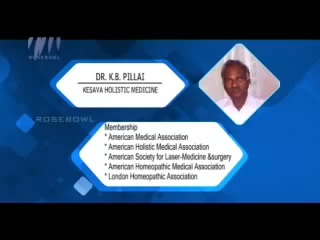 ROSEBOWL
DR. K.B. PILLAI
KESAVA HOLISTIC MEDICINE
ROSEBOWL
Membership
* American Medical Association
* American Holistic Medical Association
* American Society for Laser-Medicine &surgery
* American Homeopathic Medical Association
* London Homeopathic Association